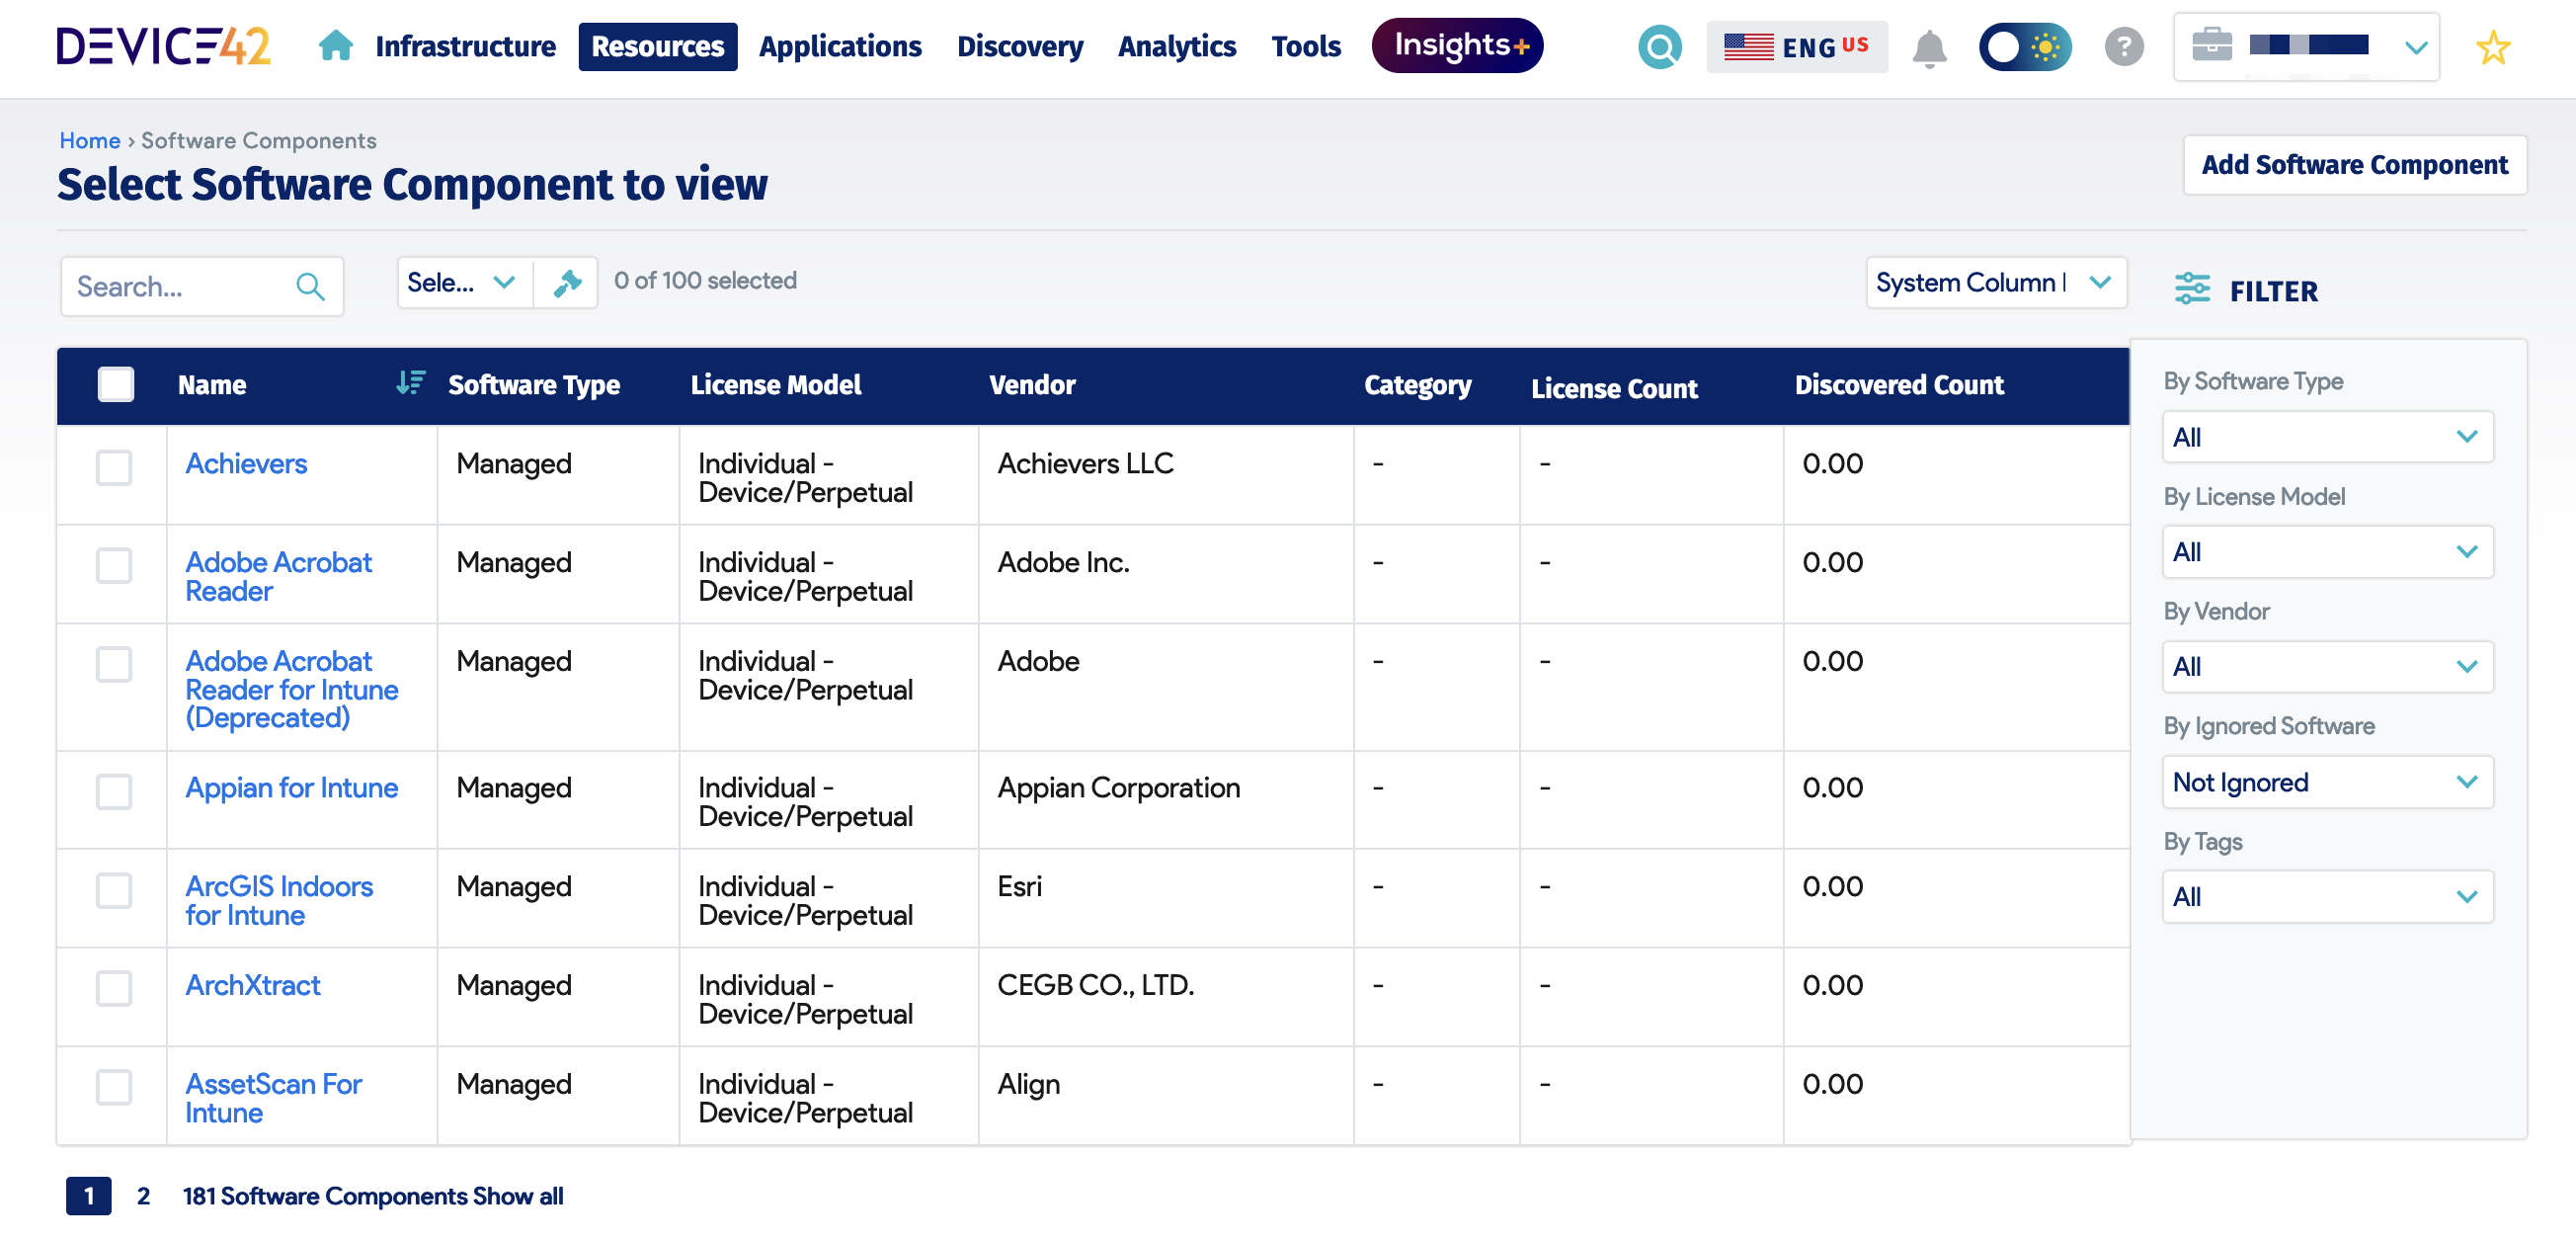 DEVICE42
Infrastructure
Resources
Applications
Discovery
Analytics
Tools
Insights+
ENG US
?
Home › Software Components
Select Software Component to view
Add Software Component
Search...
Sele...
0 of 100 selected
System Column
FILTER
Name
Software Type
License Model
Vendor
Category
License Count
Discovered Count
Achievers
Managed
Individual -
Device/Perpetual
Achievers LLC
-
-
0.00
Adobe Acrobat
Reader
Managed
Individual -
Device/Perpetual
Adobe Inc.
-
-
0.00
Adobe Acrobat
Reader for Intune
(Deprecated)
Managed
Individual -
Device/Perpetual
Adobe
-
-
0.00
Appian for Intune
Managed
Individual -
Device/Perpetual
Appian Corporation
-
-
0.00
ArcGIS Indoors
for Intune
Managed
Individual -
Device/Perpetual
Esri
-
-
0.00
ArchXtract
Managed
Individual -
Device/Perpetual
CEGB CO., LTD.
-
-
0.00
AssetScan For
Intune
Managed
Individual -
Device/Perpetual
Align
-
-
0.00
By Software Type
All
By License Model
All
By Vendor
All
By Ignored Software
Not Ignored
By Tags
All
1
2
181 Software Components Show all